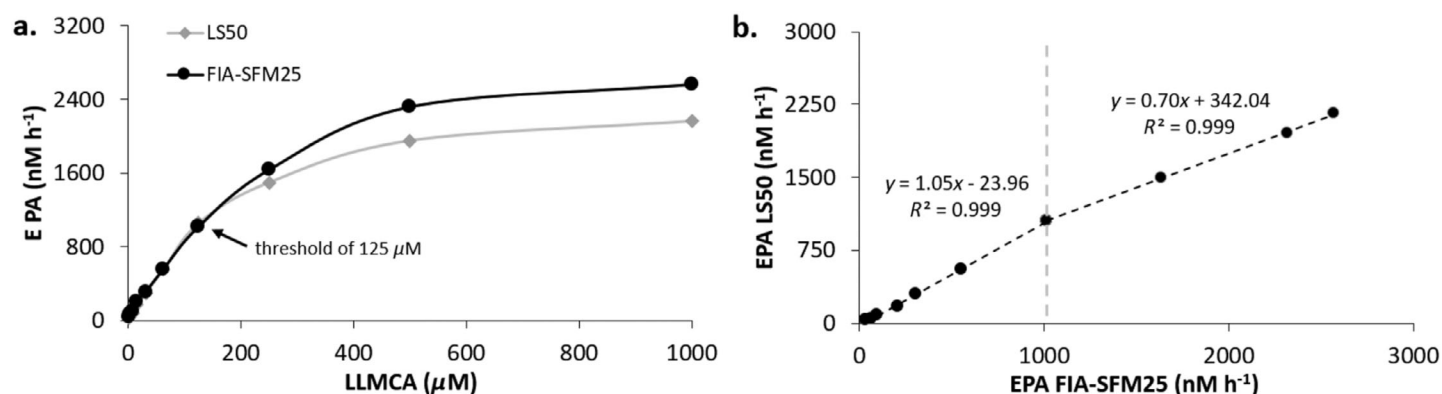 a.
3200
2400
1600
800
0
E PA (nM h-1)
LS50
FIA-SFM25
threshold of 125 μM
0 200 400 600 800 1000
LLMCA (μM)
b.
3000
2250
1500
750
0
EPA LS50 (nM h-1)
y = 1.05x - 23.96
R² = 0.999
y = 0.70x + 342.04
R² = 0.999
0 1000 2000 3000
EPA FIA-SFM25 (nM h-1)